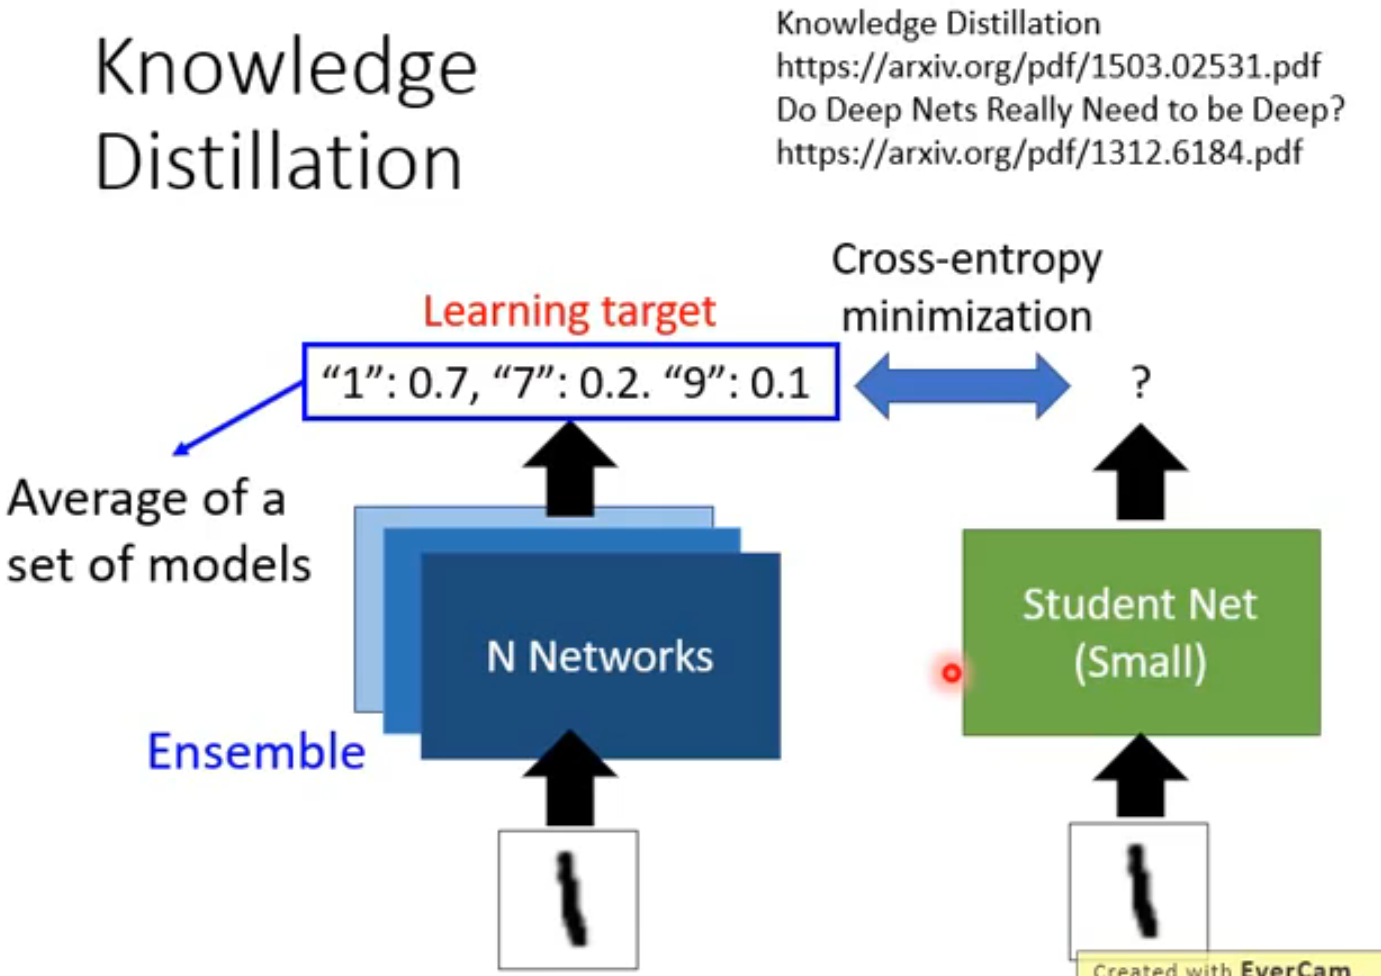 Knowledge
Distillation
Knowledge Distillation
https://arxiv.org/pdf/1503.02531.pdf
Do Deep Nets Really Need to be Deep?
https://arxiv.org/pdf/1312.6184.pdf
Cross-entropy
minimization
Learning target
“1”: 0.7, “7”: 0.2. “9”: 0.1
?
Average of a
set of models
N Networks
Student Net
(Small)
Ensemble
Created with EverCam